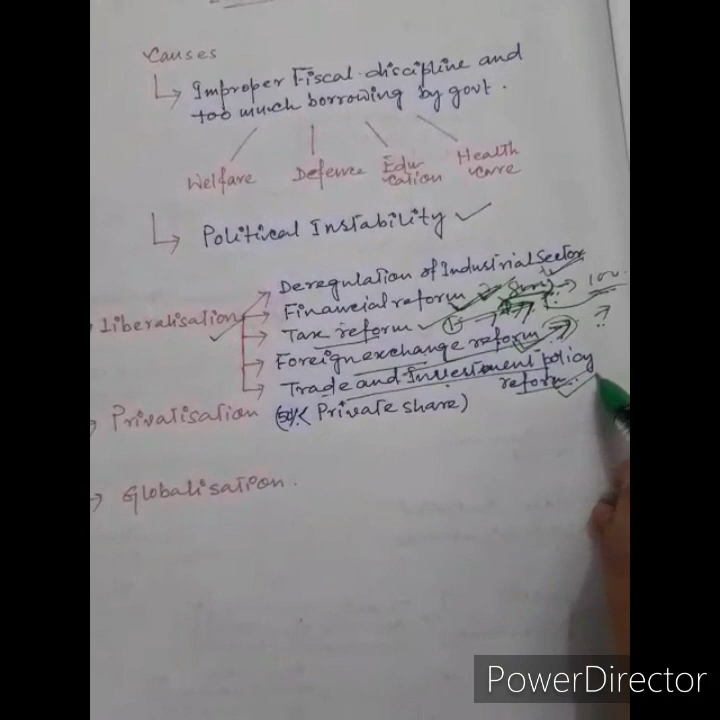 Causes
Improper Fiscal discipline and
too much borrowing by govt.
Welfare Defence Edu Health
cation care
Political Instability
Deregulation of Industrial Sector
Liberalisation Financial reform
Tax reform
Foreign exchange reform
Trade and Investment policy
reform
Privatisation (50%< Private share)
Globalisation.
PowerDirector